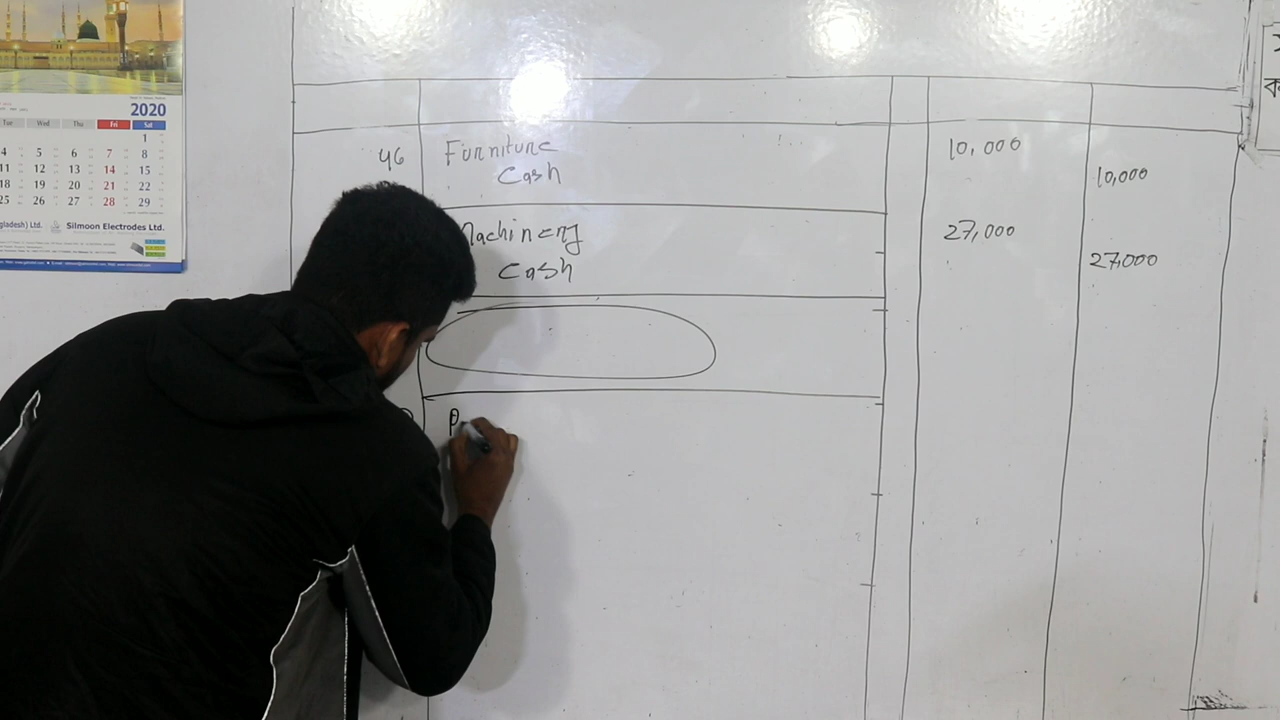 2020
Tue Wed Thu Fri Sat
1
4 5 6 7 8
11 12 13 14 15
18 19 20 21 22
25 26 27 28 29
gladesh) Ltd. Silmoon Electrodes Ltd.
46 Furniture 10,000
Cash 10,000
Machinery 27,000
Cash 27,000
P